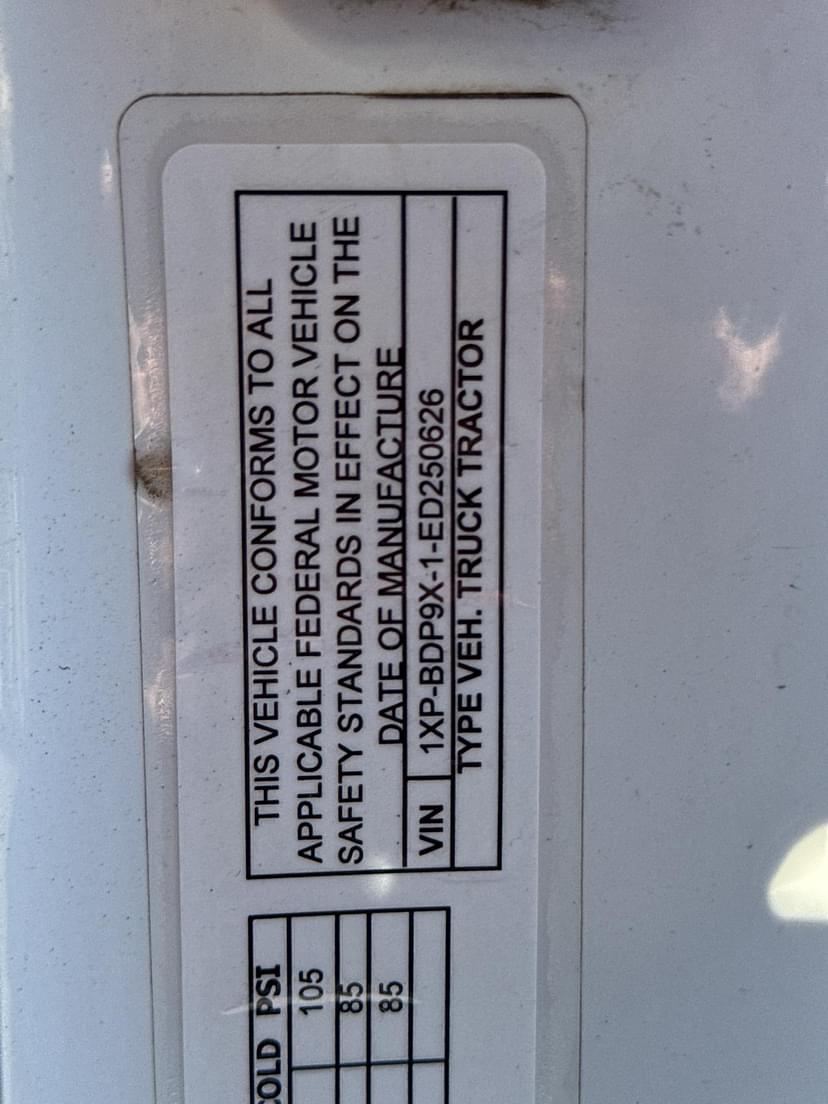 THIS VEHICLE CONFORMS TO ALL
APPLICABLE FEDERAL MOTOR VEHICLE
SAFETY STANDARDS IN EFFECT ON THE
DATE OF MANUFACTURE
VIN 1XP-BDP9X-1-ED250626
TYPE VEH. TRUCK TRACTOR
COLD PSI
105
85
85